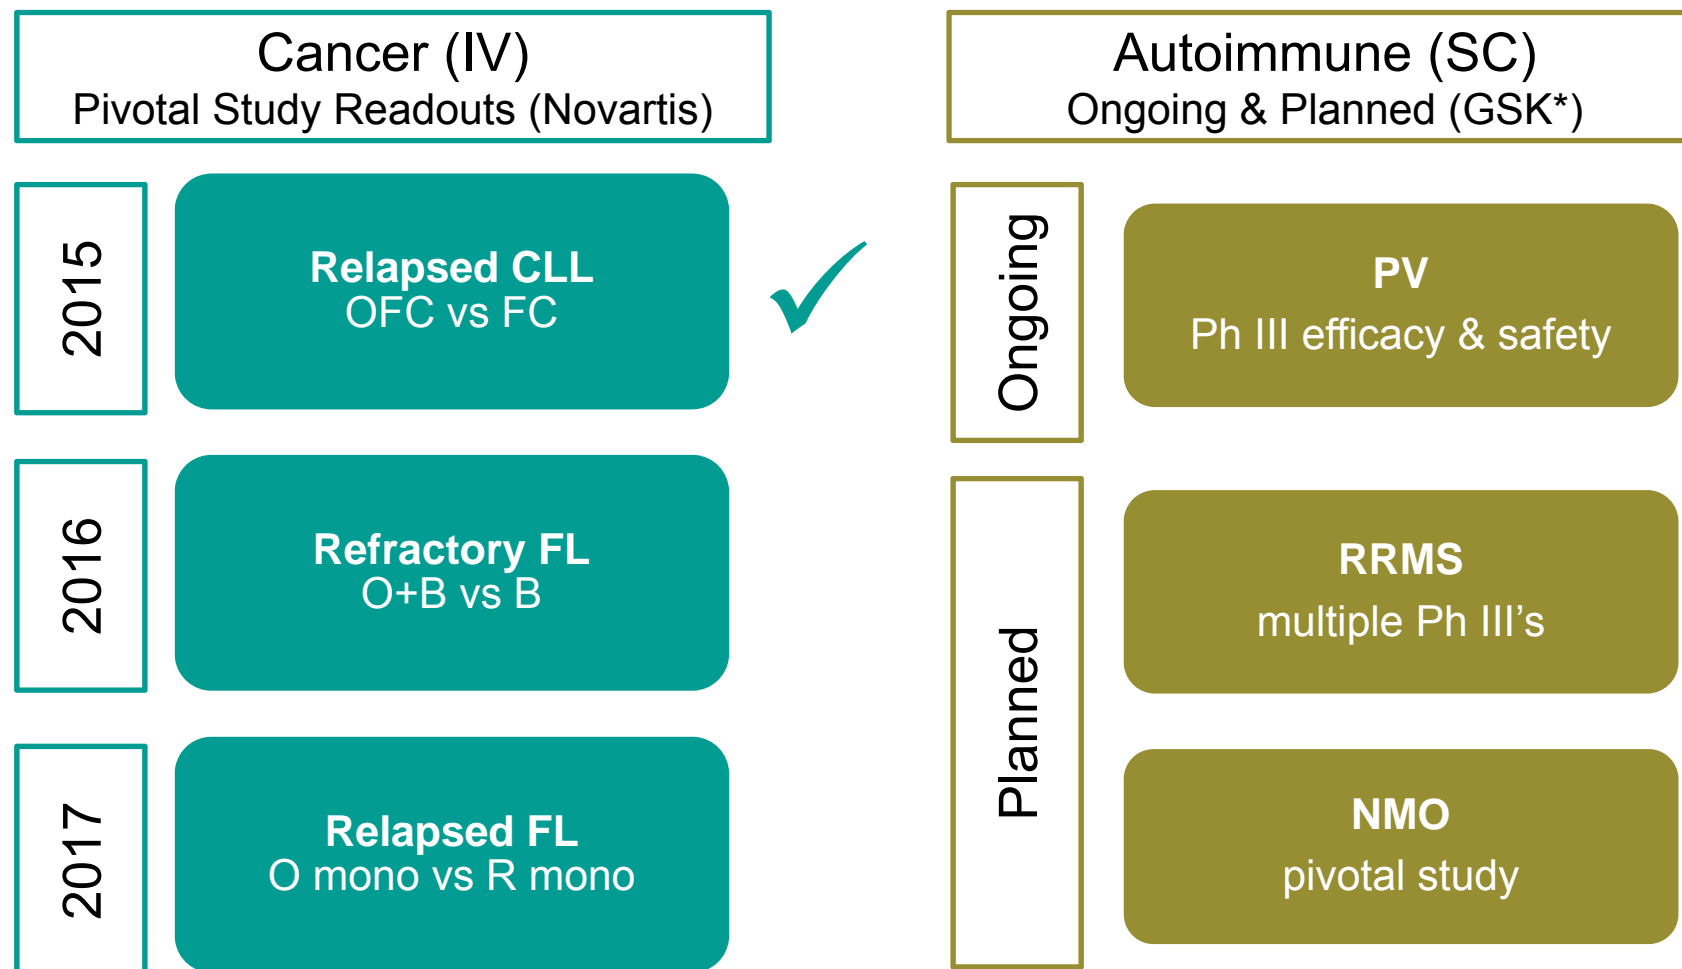 Cancer (IV)
Pivotal Study Readouts (Novartis)
2015
Relapsed CLL
OFC vs FC
2016
Refractory FL
O+B vs B
2017
Relapsed FL
O mono vs R mono
Autoimmune (SC)
Ongoing & Planned (GSK*)
Ongoing
PV
Ph III efficacy & safety
Planned
RRMS
multiple Ph III’s
NMO
pivotal study